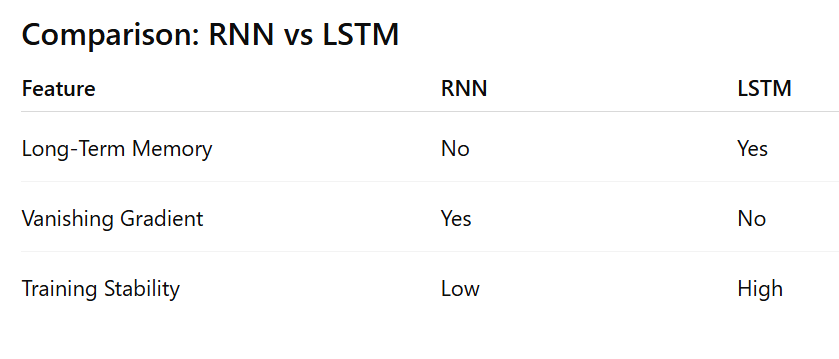 Comparison: RNN vs LSTM
Feature RNN LSTM
Long-Term Memory No Yes
Vanishing Gradient Yes No
Training Stability Low High